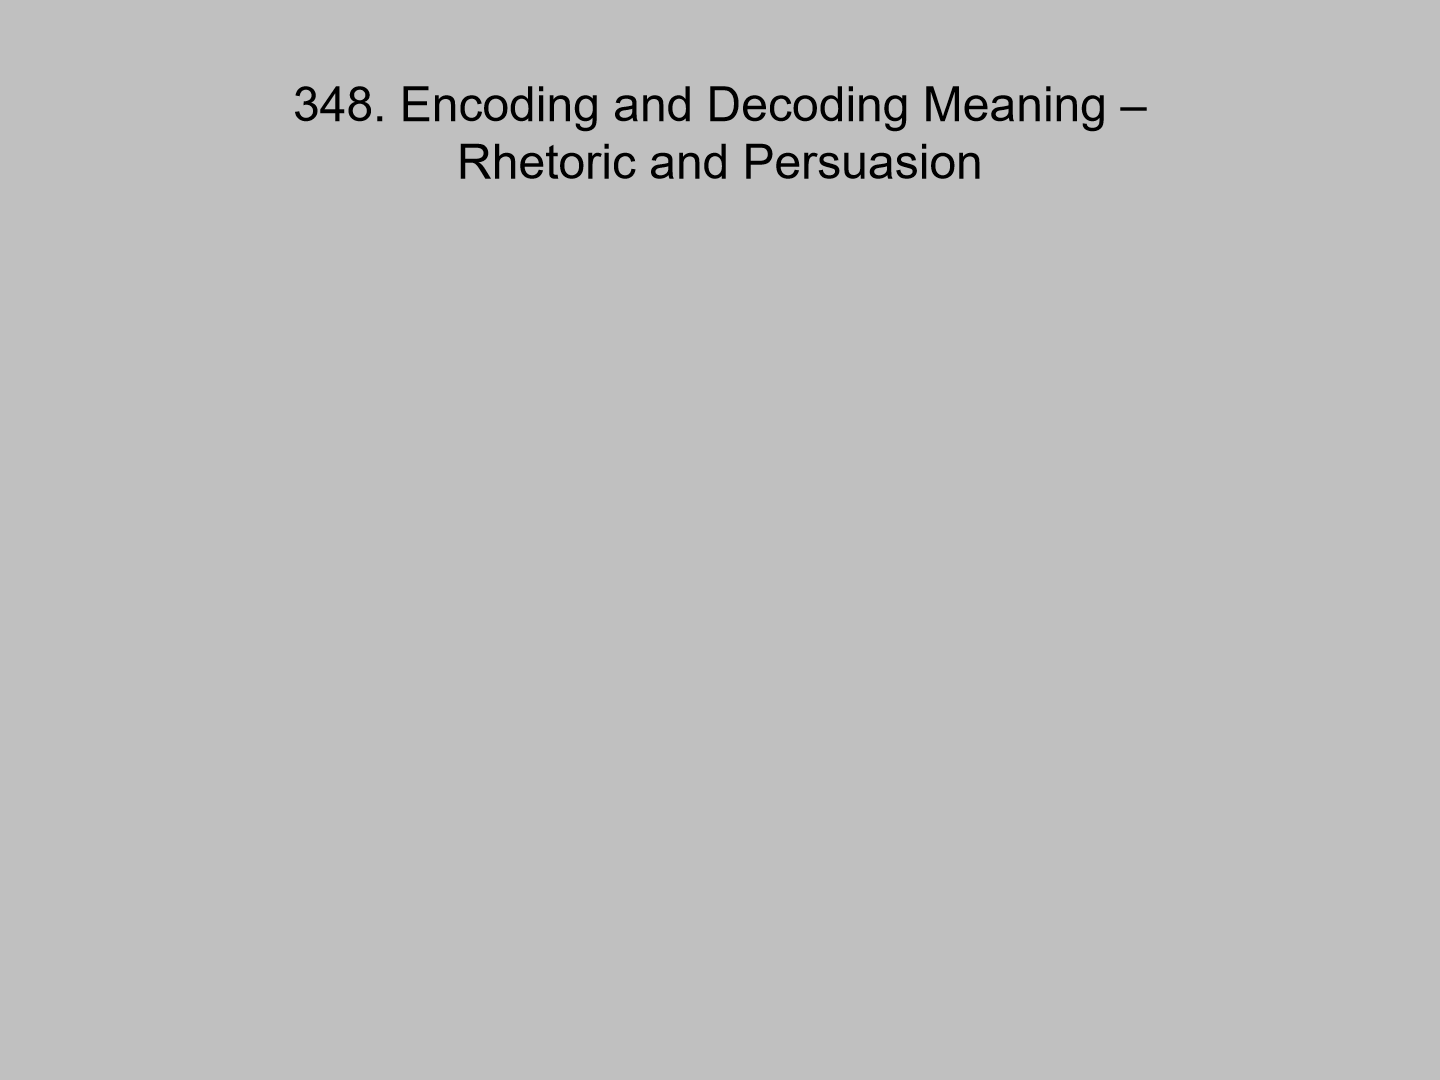 348. Encoding and Decoding Meaning –
Rhetoric and Persuasion